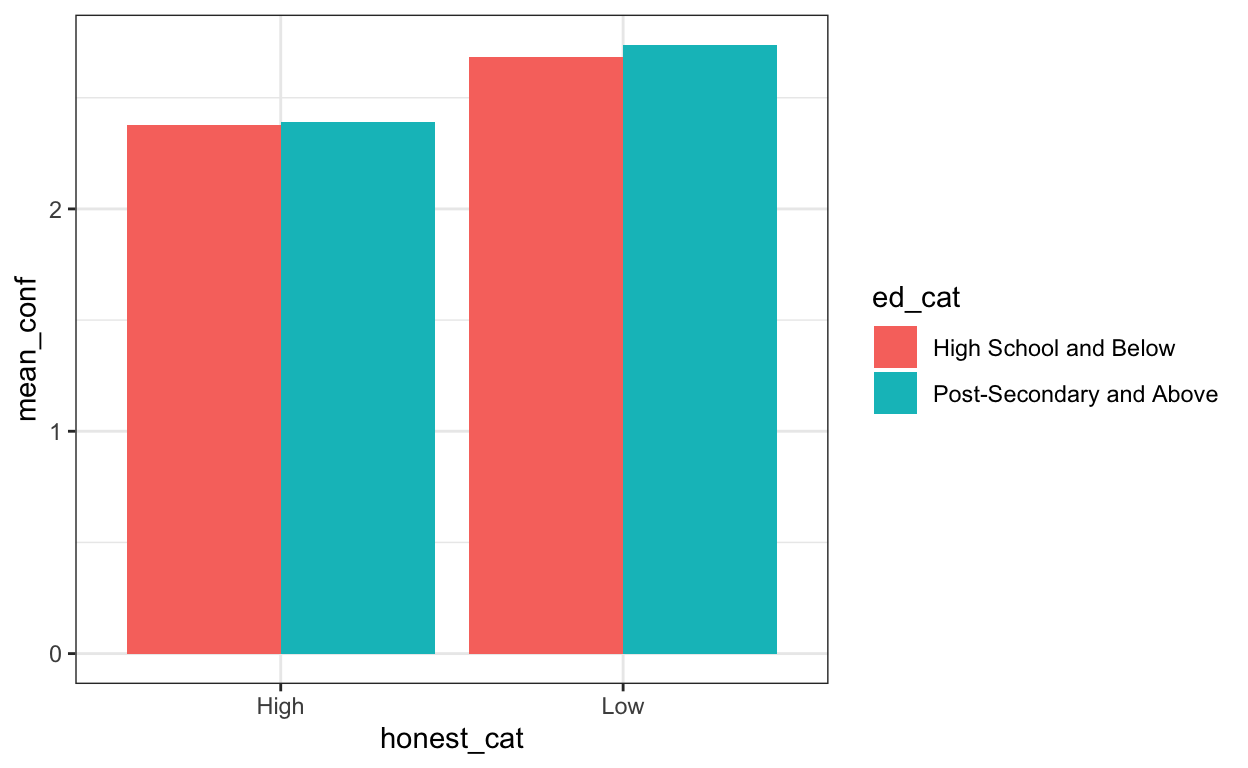 mean_conf
2
1
0
High
Low
honest_cat
ed_cat
High School and Below
Post-Secondary and Above